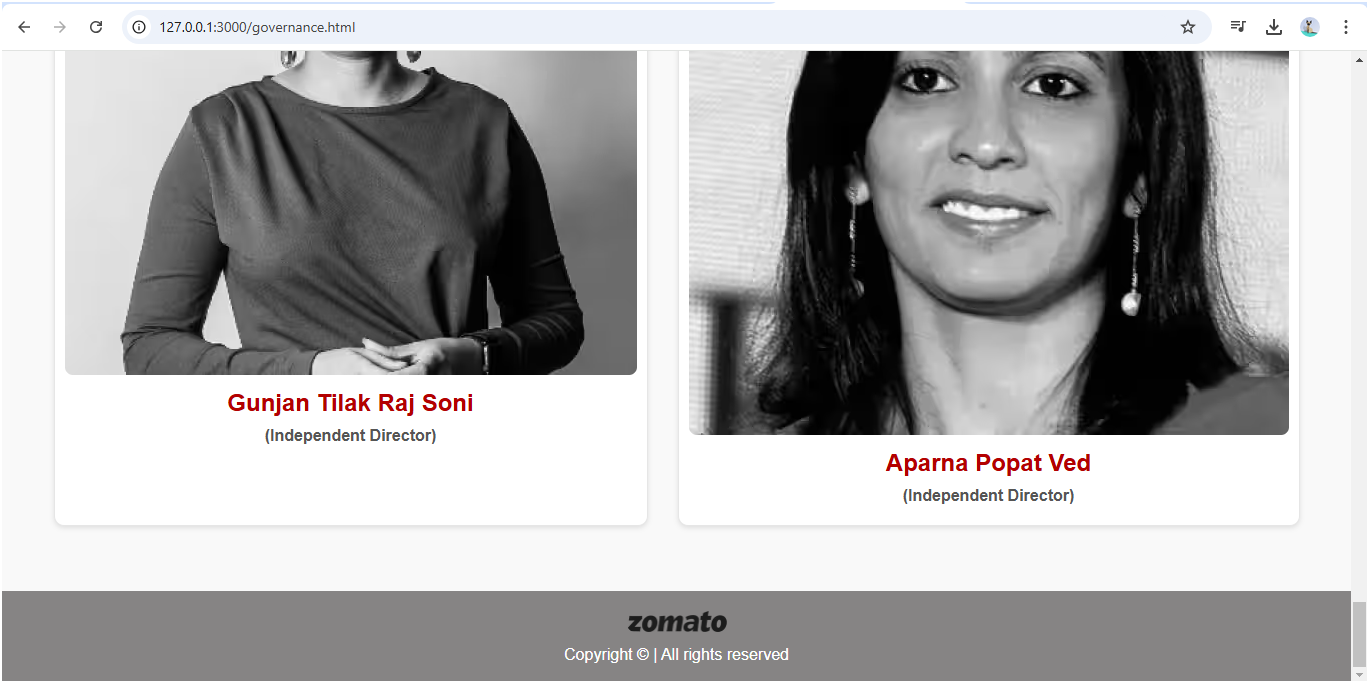 127.0.0.1:3000/governance.html
Gunjan Tilak Raj Soni
(Independent Director)
Aparna Popat Ved
(Independent Director)
zomato
Copyright © | All rights reserved